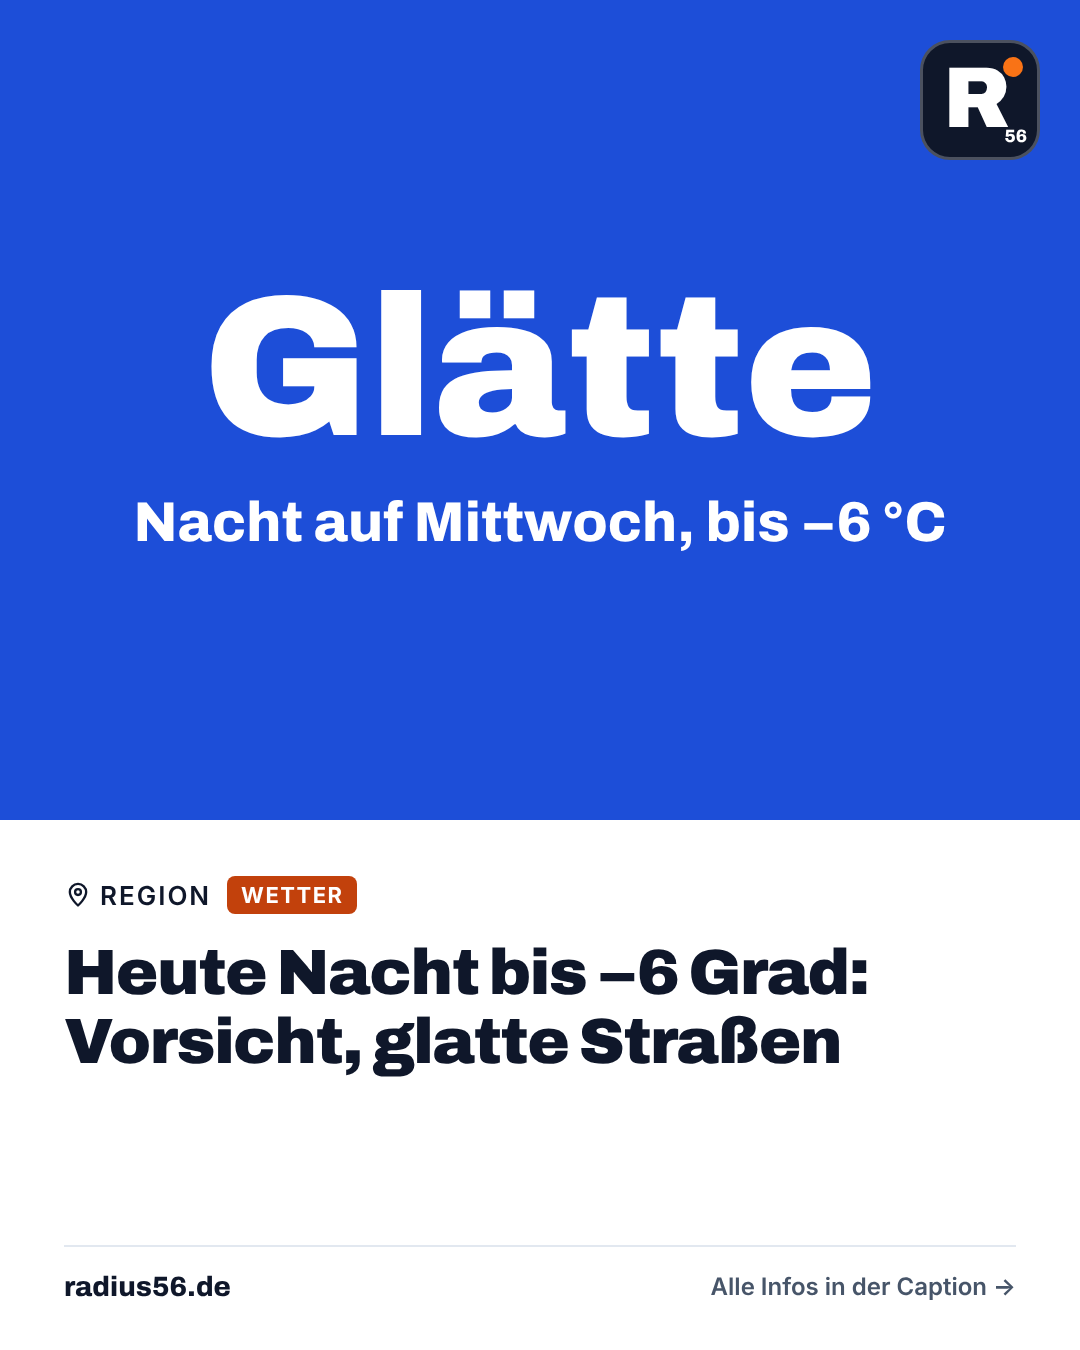 R
56
Glätte
Nacht auf Mittwoch, bis –6 °C
REGION WETTER
Heute Nacht bis –6 Grad:
Vorsicht, glatte Straßen
radius56.de
Alle Infos in der Caption →